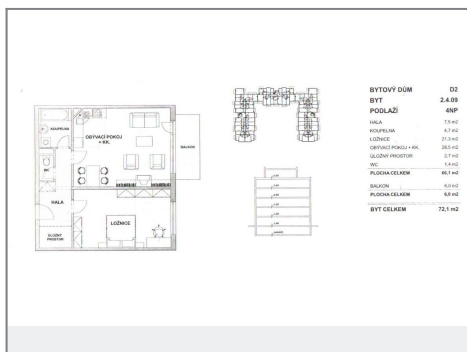 BYTOVÝ DŮM D2
BYT 2.4.09
PODLAŽÍ 4NP
HALA 7,5 m2
KOUPELNA 4,7 m2
LOŽNICE 21,3 m2
OBÝVACÍ POKOJ + KK. 28,5 m2
ÚLOŽNÝ PROSTOR 2,7 m2
WC 1,4 m2
PLOCHA CELKEM 66,1 m2
BALKON 6,0 m2
PLOCHA CELKEM 6,0 m2
BYT CELKEM 72,1 m2
KOUPELNA
OBÝVACÍ POKOJ
+ KK.
BALKON
WC
HALA
LOŽNICE
ÚLOŽNÝ
PROSTOR